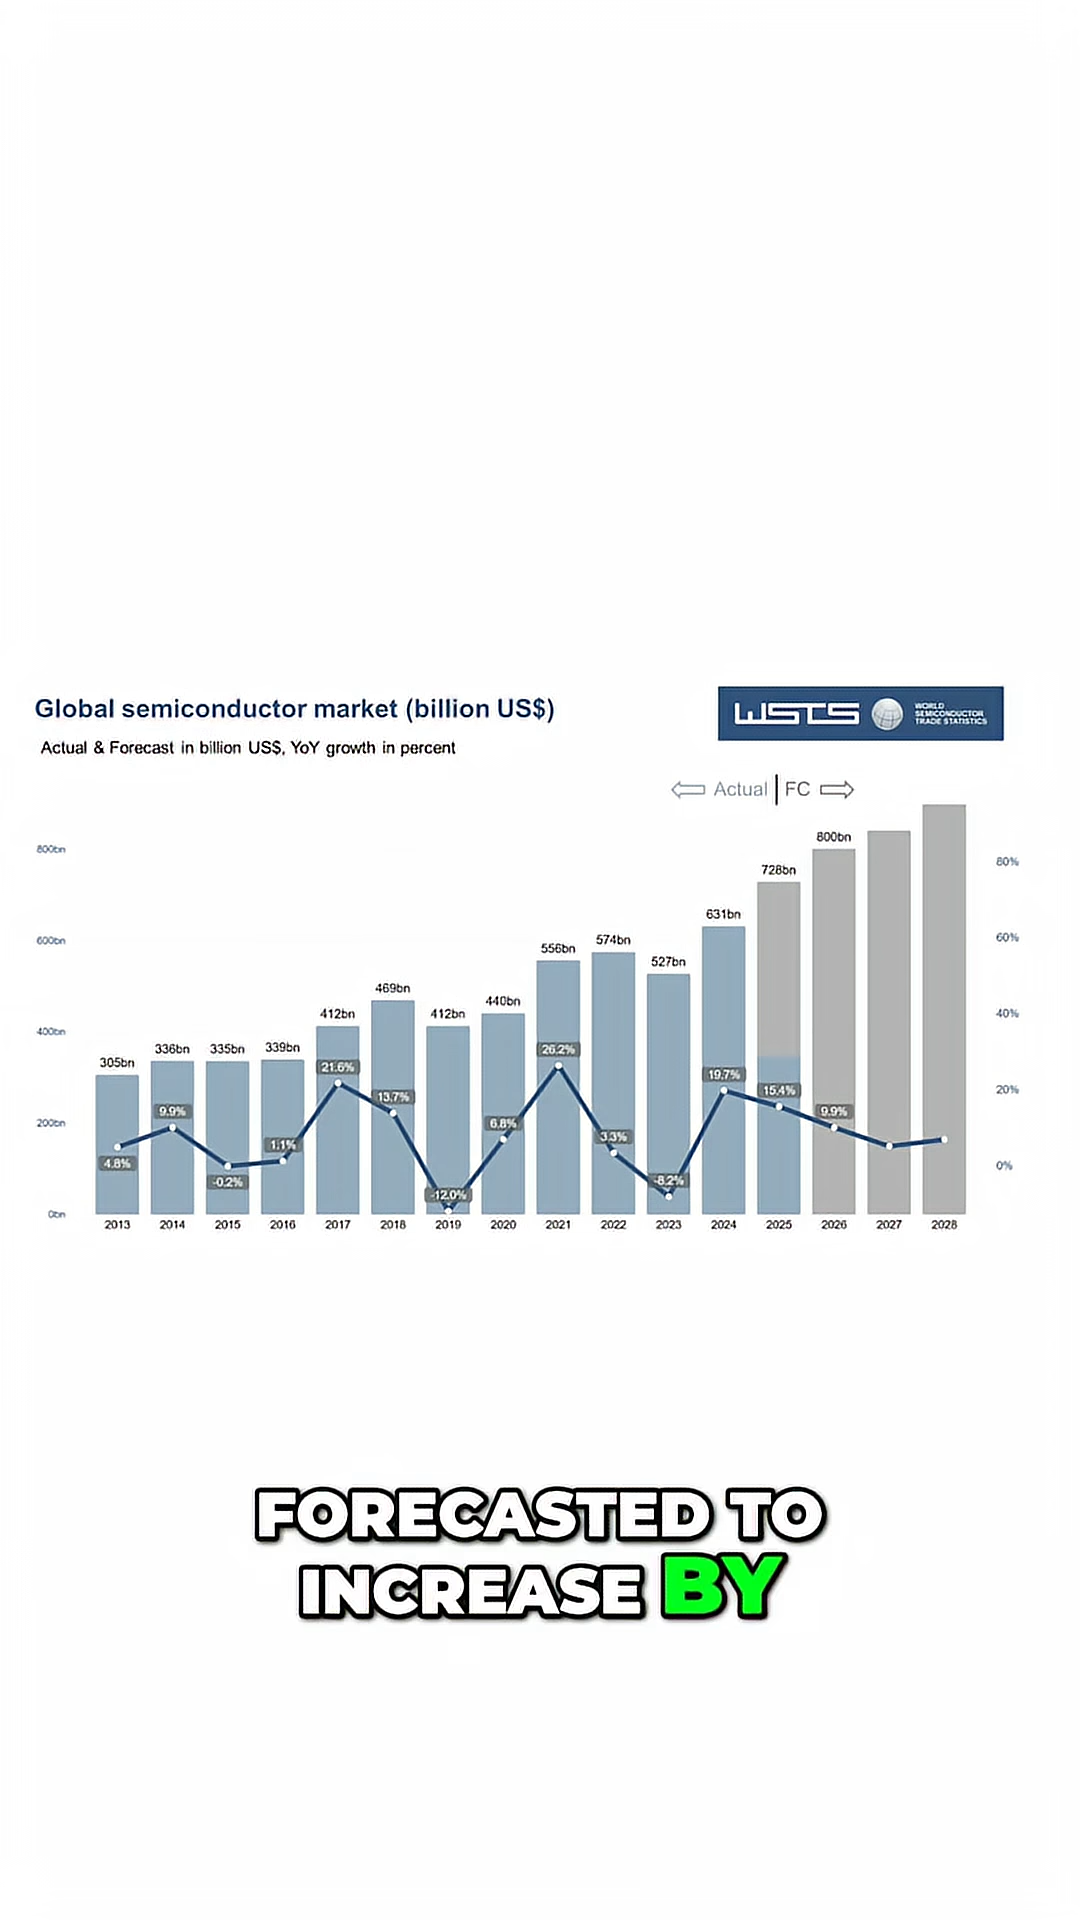 Global semiconductor market (billion US$)
WSTS
WORLD
SEMICONDUCTOR
TRADE STATISTICS
Actual & Forecast in billion US$, YoY growth in percent
Actual | FC
800bn
600bn
400bn
200bn
0bn
305bn
336bn
335bn
339bn
412bn
469bn
412bn
440bn
556bn
574bn
527bn
631bn
728bn
800bn
4.8%
9.9%
-0.2%
1.1%
21.6%
13.7%
-12.0%
6.8%
26.2%
3.3%
-8.2%
19.7%
15.4%
9.9%
80%
60%
40%
20%
0%
2013 2014 2015 2016 2017 2018 2019 2020 2021 2022 2023 2024 2025 2026 2027 2028
FORECASTED TO
INCREASE BY